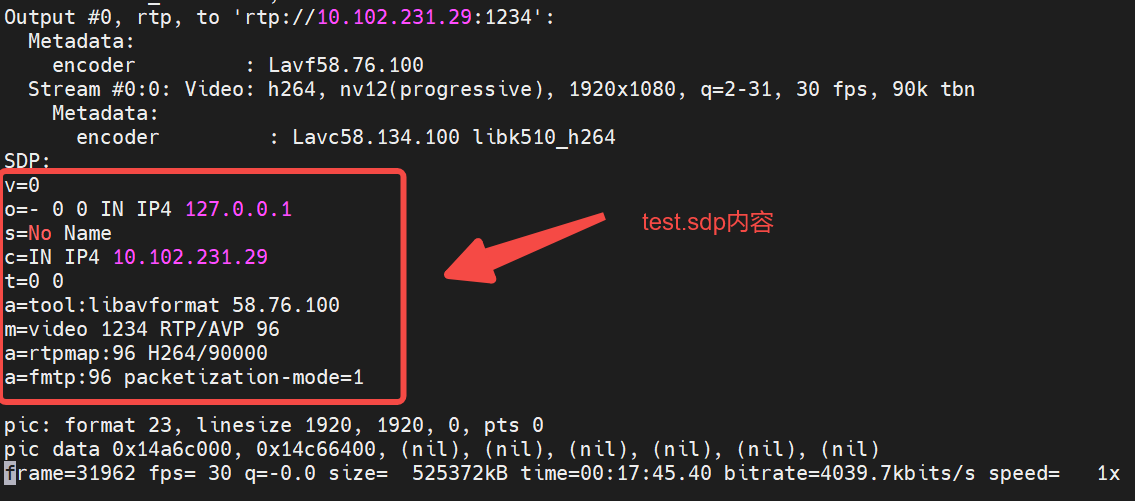 Output #0, rtp, to 'rtp://10.102.231.29:1234':
Metadata:
encoder : Lavf58.76.100
Stream #0:0: Video: h264, nv12(progressive), 1920x1080, q=2-31, 30 fps, 90k tbn
Metadata:
encoder : Lavc58.134.100 libk510_h264
SDP:
v=0
o=- 0 0 IN IP4 127.0.0.1
s=No Name
c=IN IP4 10.102.231.29
t=0 0
a=tool:libavformat 58.76.100
m=video 1234 RTP/AVP 96
a=rtpmap:96 H264/90000
a=fmtp:96 packetization-mode=1
test.sdp内容
pic: format 23, linesize 1920, 1920, 0, pts 0
pic data 0x14a6c000, 0x14c66400, (nil), (nil), (nil), (nil), (nil), (nil)
frame=31962 fps= 30 q=-0.0 size= 525372kB time=00:17:45.40 bitrate=4039.7kbits/s speed= 1x